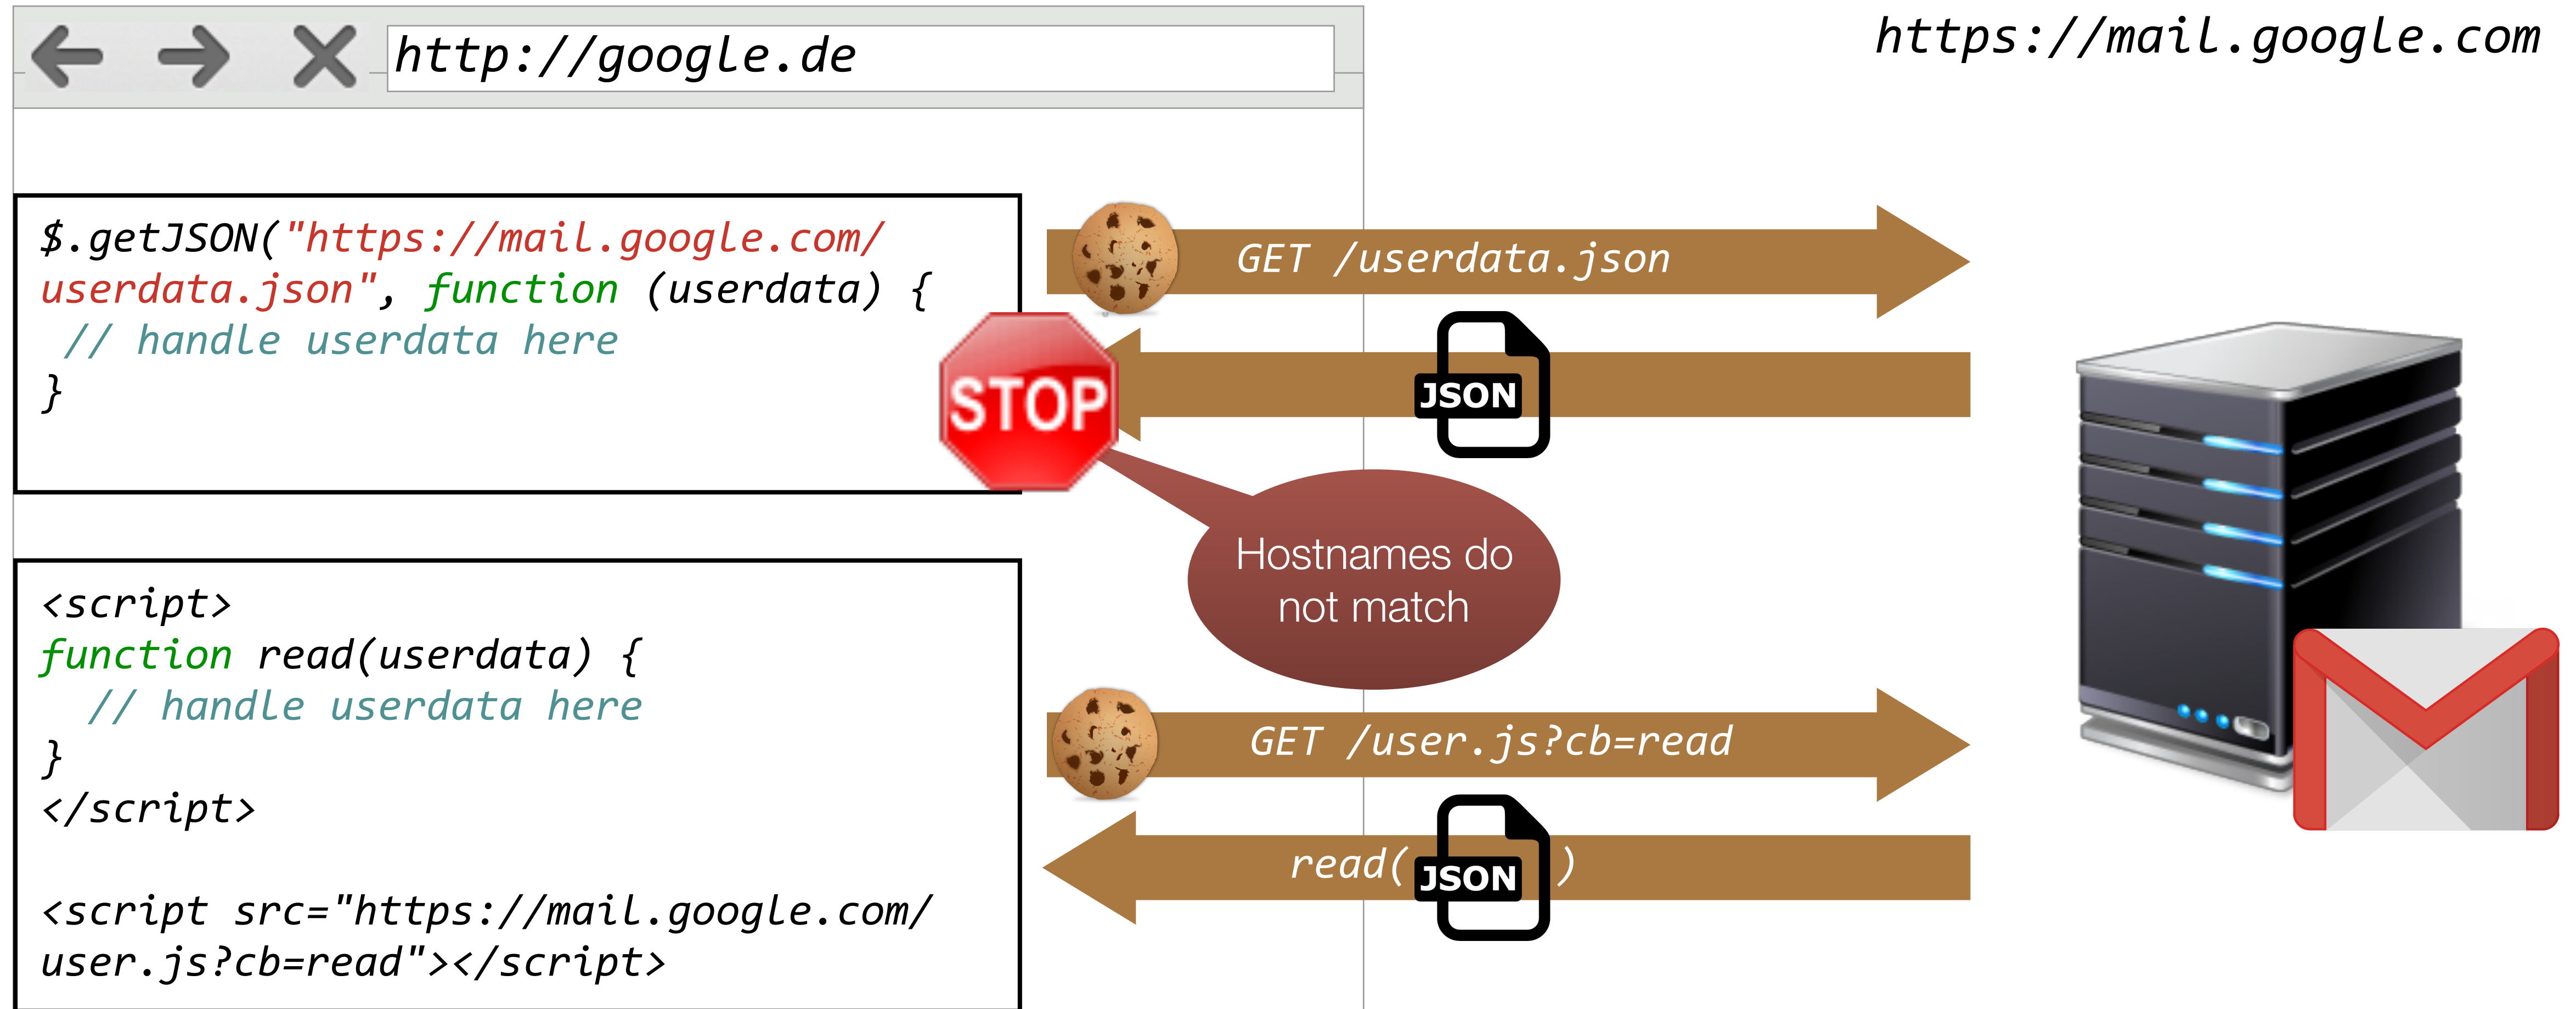 http://google.de
https://mail.google.com
$.getJSON("https://mail.google.com/
userdata.json", function (userdata) {
// handle userdata here
}
GET /userdata.json
STOP
JSON
Hostnames do
not match
<script>
function read(userdata) {
// handle userdata here
}
</script>
<script src="https://mail.google.com/
user.js?cb=read"></script>
GET /user.js?cb=read
read( JSON )